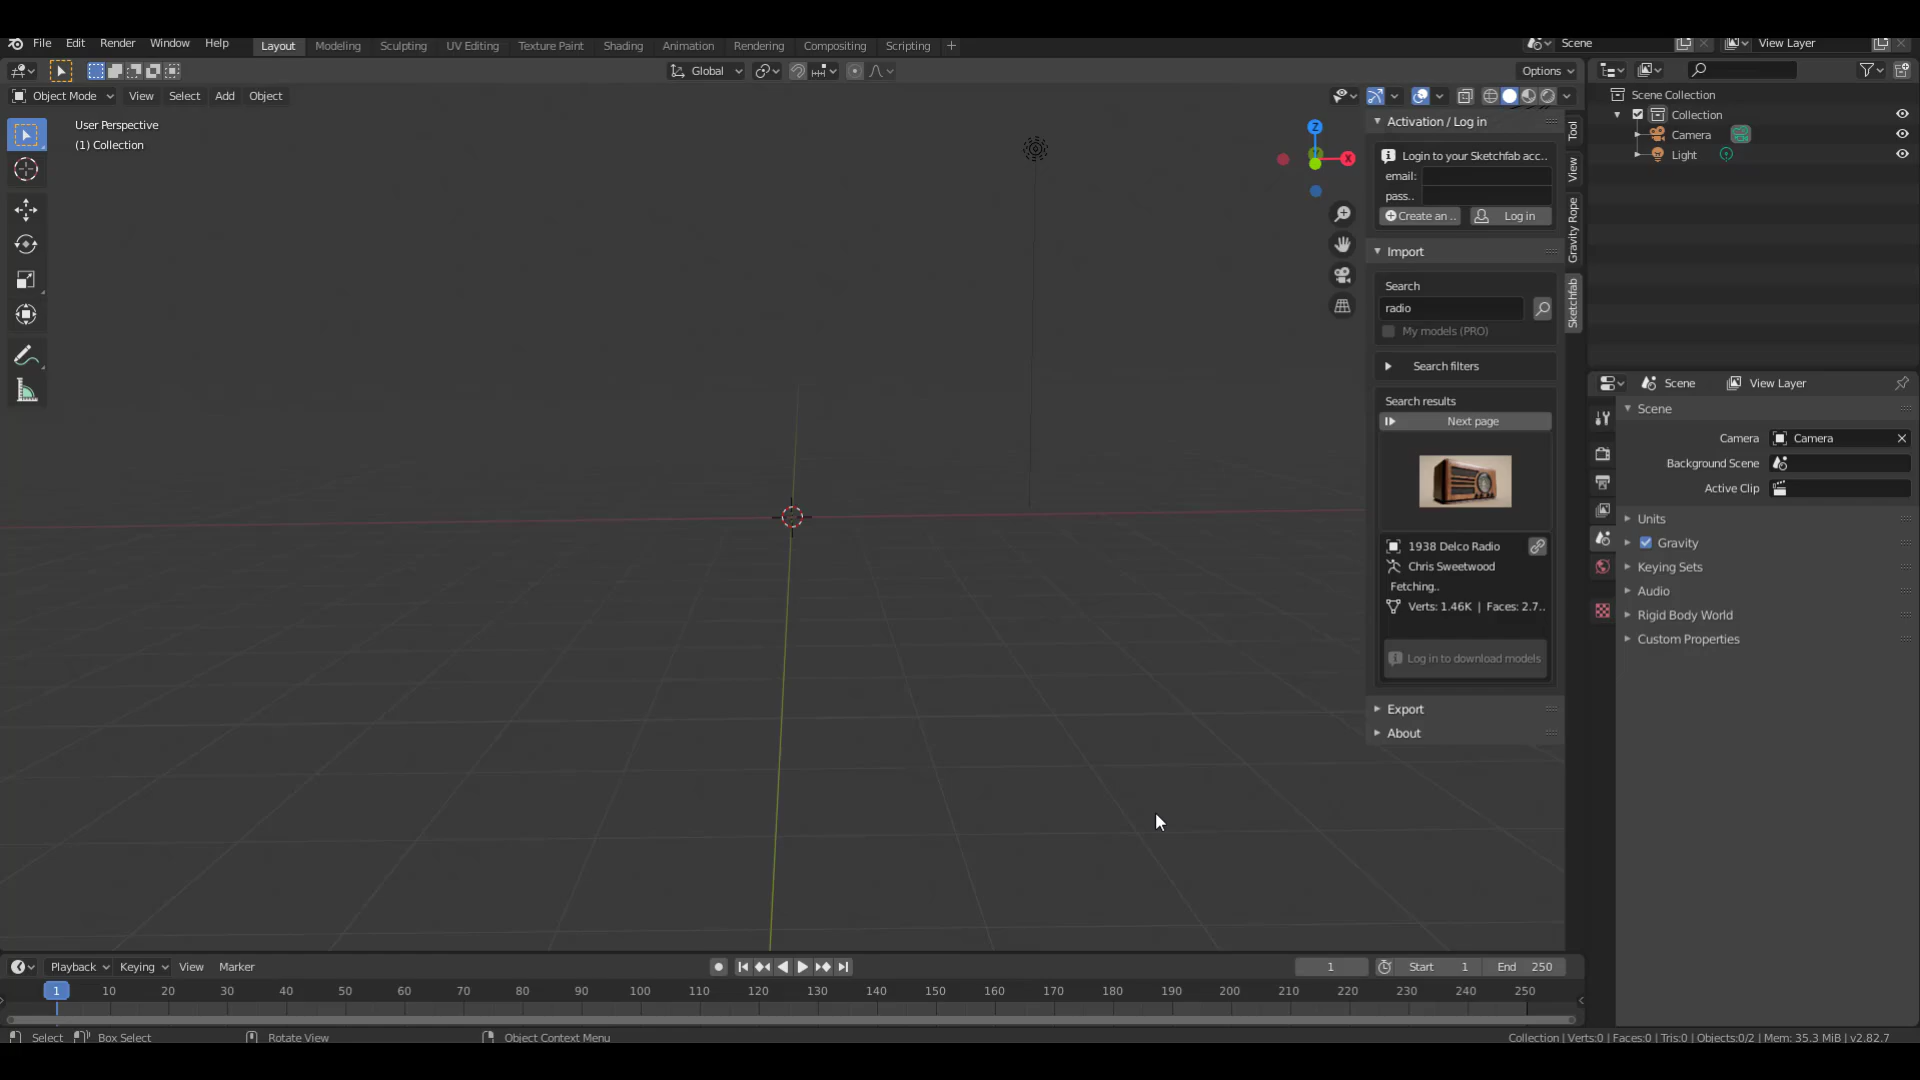 File Edit Render Window Help Layout Modeling Sculpting UV Editing Texture Paint Shading Animation Rendering Compositing Scripting + Scene View Layer
Global Options
Object Mode View Select Add Object
User Perspective
(1) Collection
Z
X
Activation / Log in
Login to your Sketchfab acc..
email:
pass..
Create an .. Log in
Import
Search
radio
My models (PRO)
Search filters
Search results
Next page
1938 Delco Radio
Chris Sweetwood
Fetching..
Verts: 1.46K | Faces: 2.7..
Log in to download models
Export
About
Tool
View
Gravity Rope
Sketchfab
Scene Collection
Collection
Camera
Light
Scene View Layer
Scene
Camera Camera
Background Scene
Active Clip
Units
Gravity
Keying Sets
Audio
Rigid Body World
Custom Properties
Playback Keying View Marker 1 Start 1 End 250
1 10 20 30 40 50 60 70 80 90 100 110 120 130 140 150 160 170 180 190 200 210 220 230 240 250
Select Box Select Rotate View Object Context Menu Collection | Verts:0 | Faces:0 | Tris:0 | Objects:0/2 | Mem: 35.3 MiB | v2.82.7